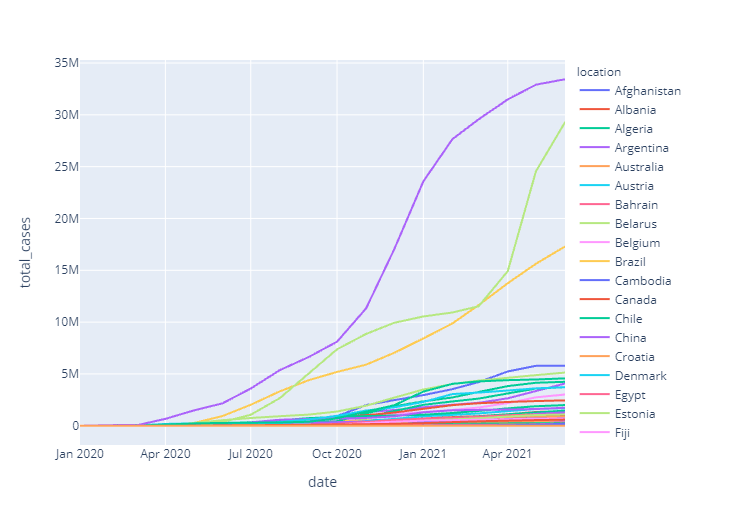 35M
30M
25M
20M
15M
10M
5M
0
total_cases
Jan 2020 Apr 2020 Jul 2020 Oct 2020 Jan 2021 Apr 2021
date
location
Afghanistan
Albania
Algeria
Argentina
Australia
Austria
Bahrain
Belarus
Belgium
Brazil
Cambodia
Canada
Chile
China
Croatia
Denmark
Egypt
Estonia
Fiji